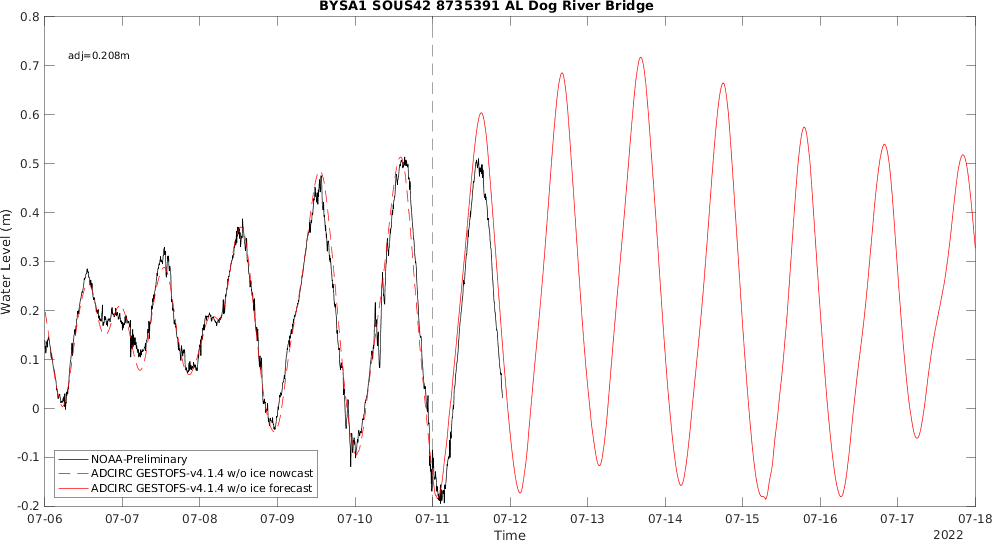 BYSA1 SOUS42 8735391 AL Dog River Bridge
adj=0.208m
0.8
0.7
0.6
0.5
0.4
0.3
0.2
0.1
0
-0.1
-0.2
Water Level (m)
NOAA-Preliminary
ADCIRC GESTOFS-v4.1.4 w/o ice nowcast
ADCIRC GESTOFS-v4.1.4 w/o ice forecast
07-06 07-07 07-08 07-09 07-10 07-11 07-12 07-13 07-14 07-15 07-16 07-17 07-18
Time
2022